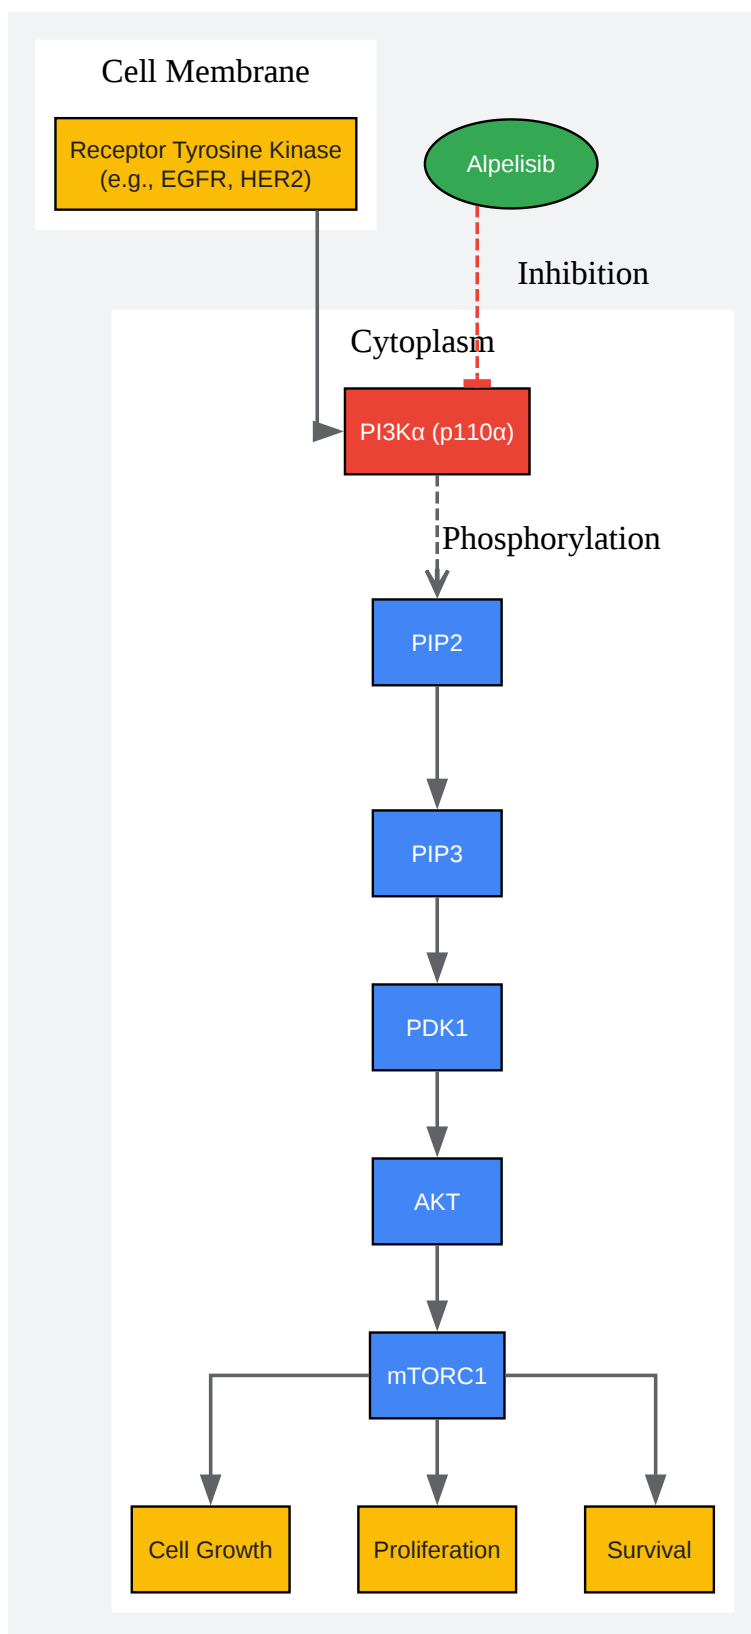 Cell Membrane
Receptor Tyrosine Kinase
(e.g., EGFR, HER2)
Alpelisib
Inhibition
Cytoplasm
PI3Kα (p110α)
Phosphorylation
PIP2
PIP3
PDK1
AKT
mTORC1
Cell Growth
Proliferation
Survival